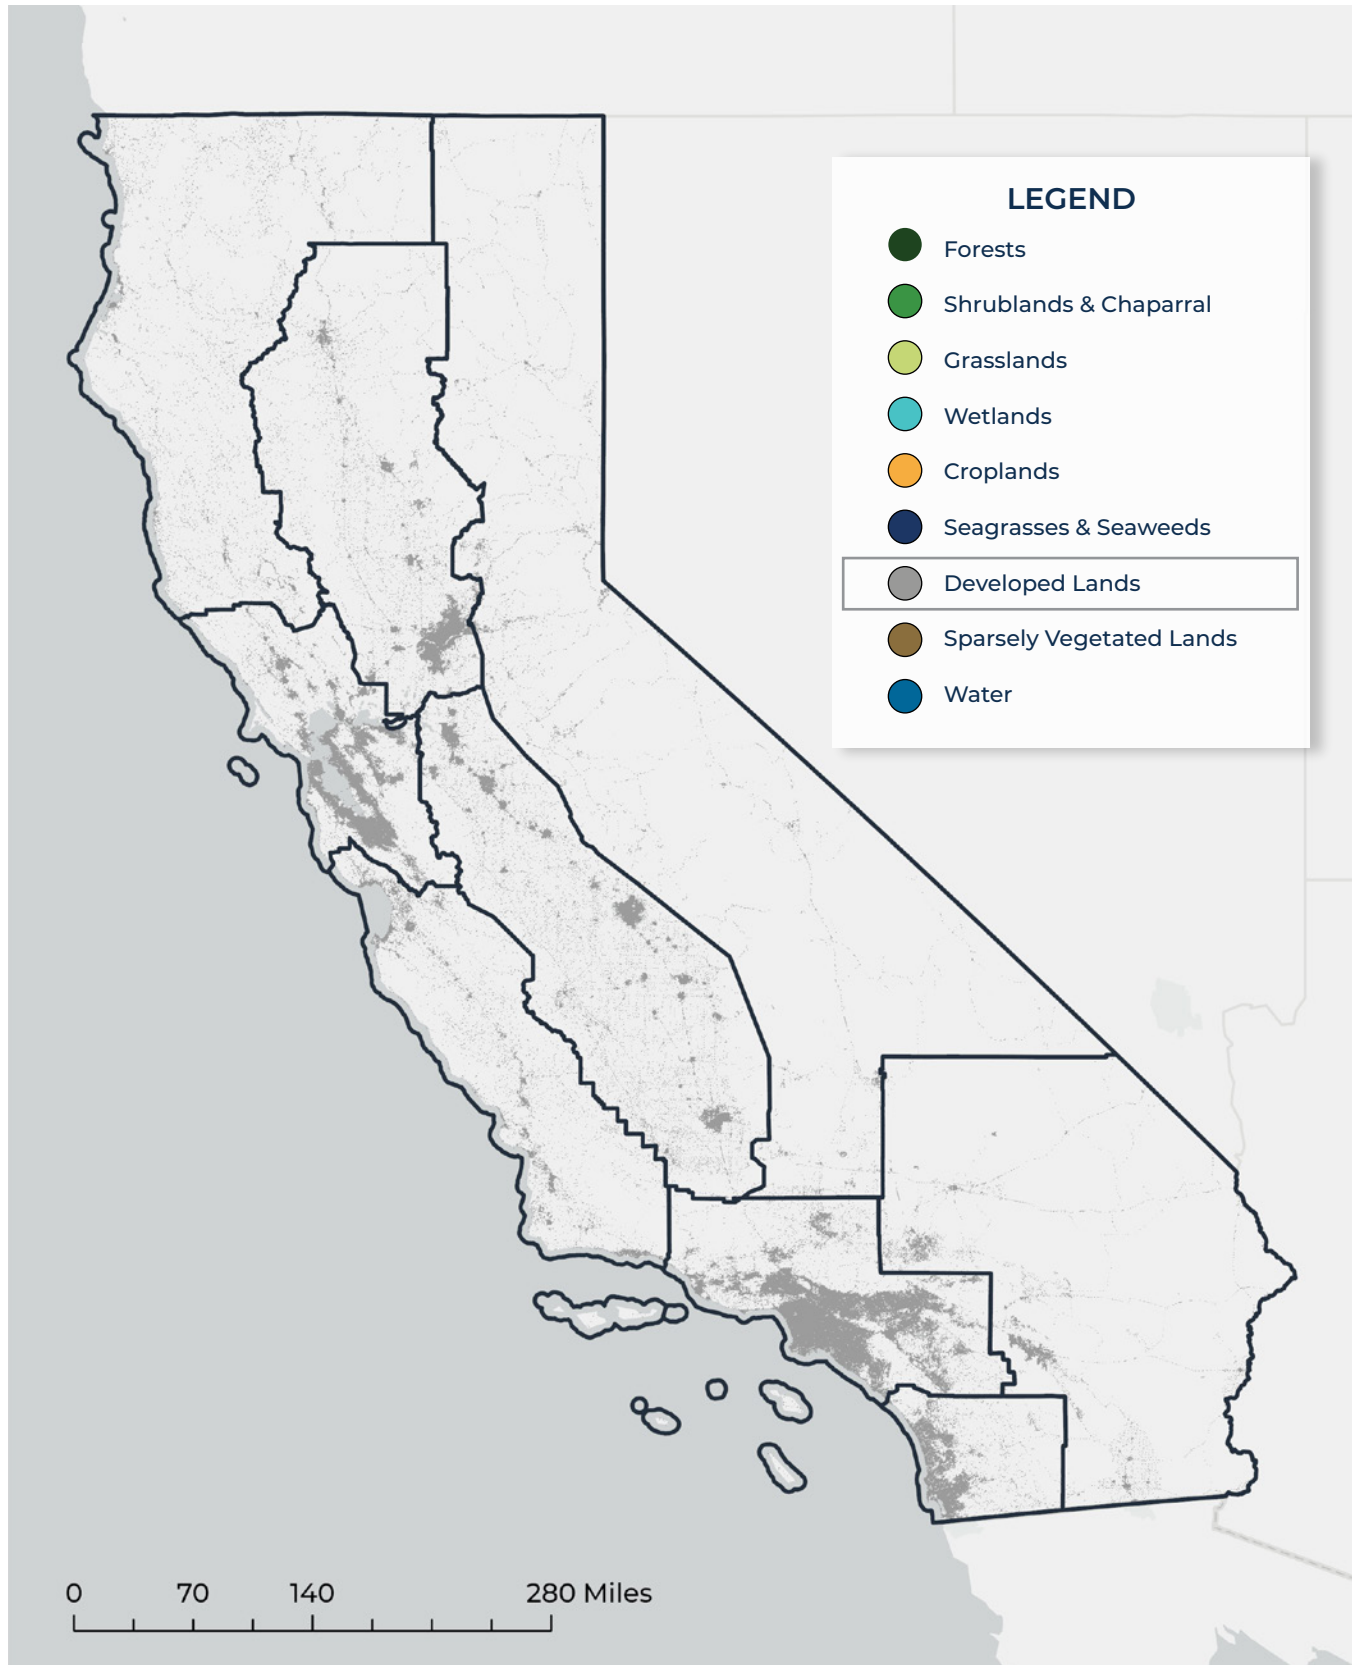 LEGEND
Forests
Shrublands & Chaparral
Grasslands
Wetlands
Croplands
Seagrasses & Seaweeds
Developed Lands
Sparsely Vegetated Lands
Water
0 70 140 280 Miles